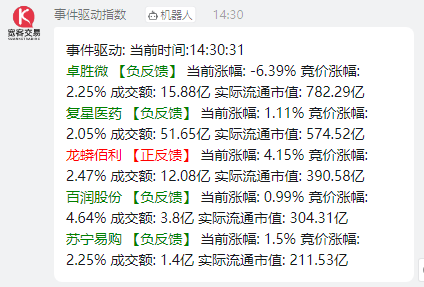 事件驱动指数 机器人 14:30
宽客交易
事件驱动: 当前时间:14:30:31
卓胜微 【负反馈】 当前涨幅: -6.39% 竞价涨幅:
2.25% 成交额: 15.88亿 实际流通市值: 782.29亿
复星医药 【负反馈】 当前涨幅: 1.11% 竞价涨幅:
2.05% 成交额: 51.65亿 实际流通市值: 574.52亿
龙蟒佰利 【正反馈】 当前涨幅: 4.15% 竞价涨幅:
2.47% 成交额: 12.08亿 实际流通市值: 390.58亿
百润股份 【负反馈】 当前涨幅: 0.99% 竞价涨幅:
4.64% 成交额: 3.8亿 实际流通市值: 304.31亿
苏宁易购 【负反馈】 当前涨幅: 1.5% 竞价涨幅:
2.25% 成交额: 1.4亿 实际流通市值: 211.53亿